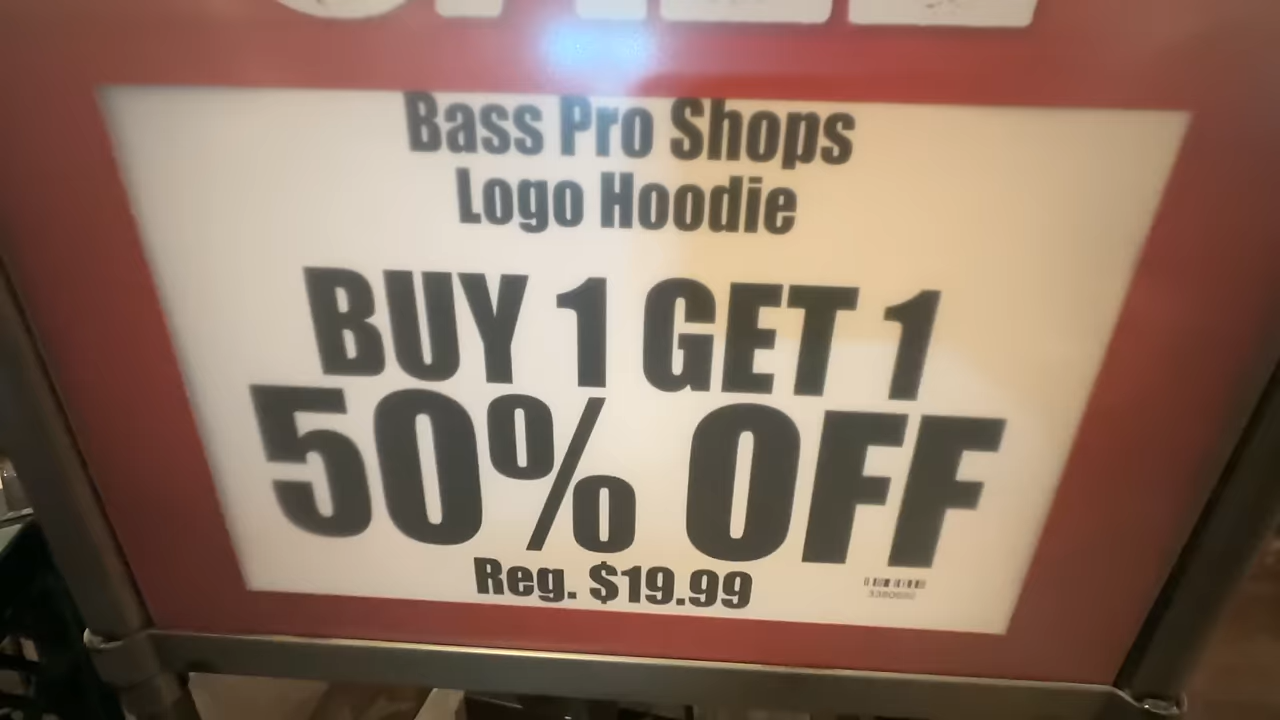 Bass Pro Shops
Logo Hoodie
BUY 1 GET 1
50% OFF
Reg. $19.99